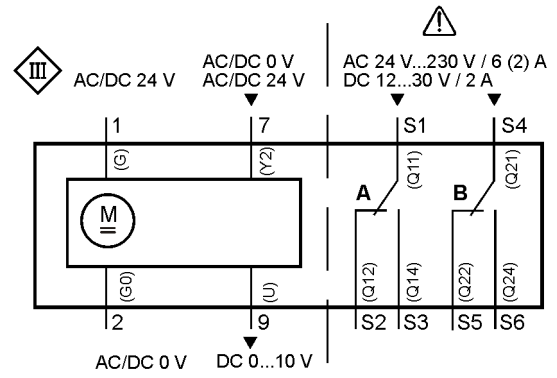 III
AC/DC 24 V
AC/DC 0 V
AC/DC 24 V
AC 24 V...230 V / 6 (2) A
DC 12...30 V / 2 A
1
7
S1
S4
(G)
(Y2)
(Q11)
(Q21)
A
B
M
(G0)
(U)
(Q12)
(Q14)
(Q22)
(Q24)
2
9
S2
S3
S5
S6
AC/DC 0 V
DC 0...10 V